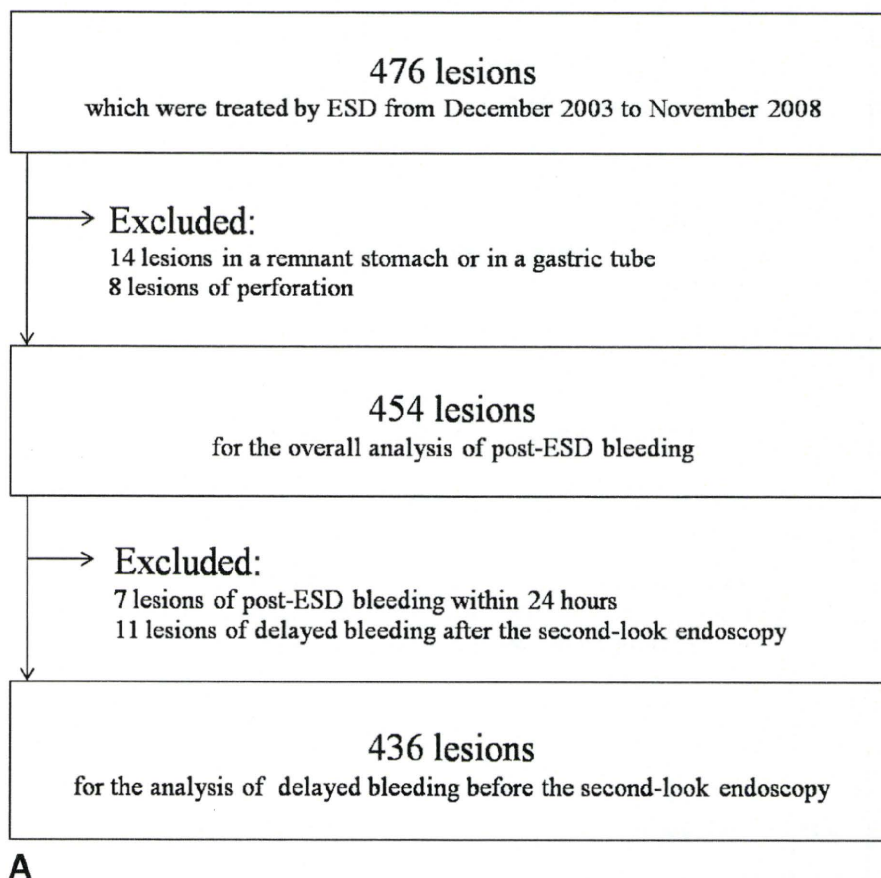 476 lesions
which were treated by ESD from December 2003 to November 2008
Excluded:
14 lesions in a remnant stomach or in a gastric tube
8 lesions of perforation
454 lesions
for the overall analysis of post-ESD bleeding
Excluded:
7 lesions of post-ESD bleeding within 24 hours
11 lesions of delayed bleeding after the second-look endoscopy
436 lesions
for the analysis of delayed bleeding before the second-look endoscopy
A